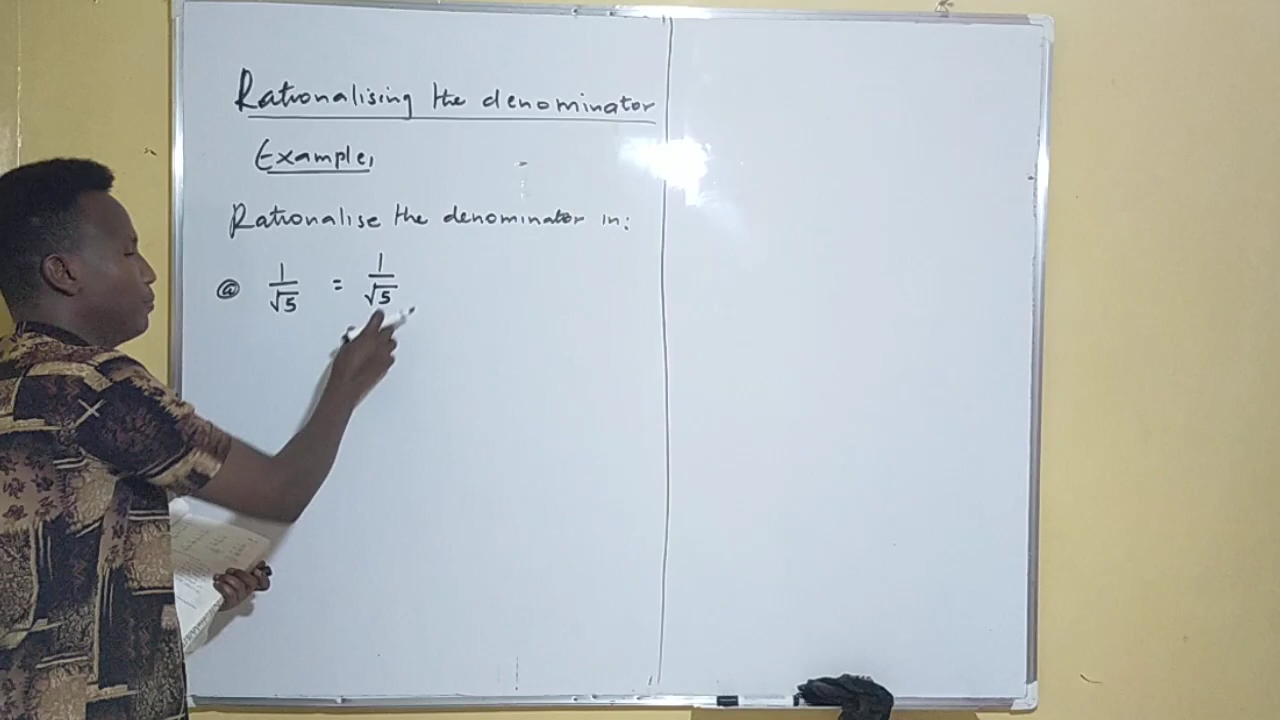 Rationalising the denominator
Example,
Rationalise the denominator in:
ⓐ 1/√5 = 1/√5